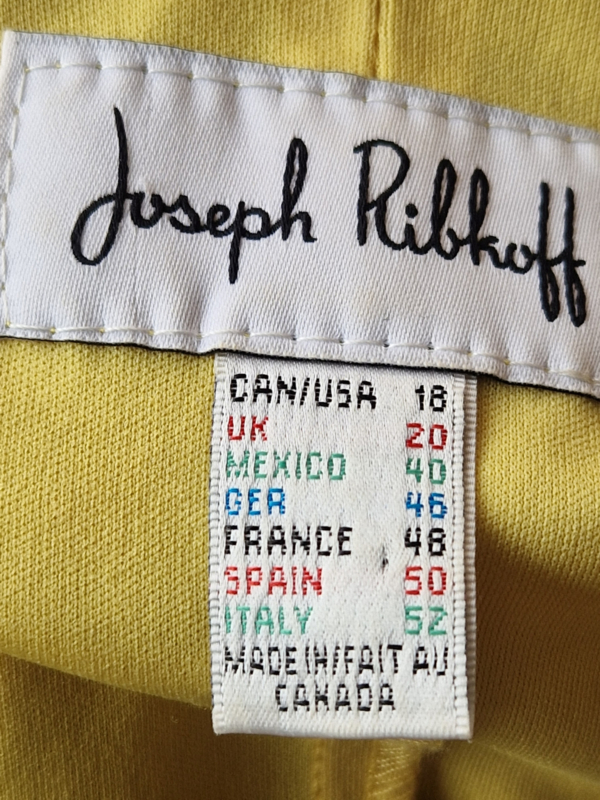 Joseph Ribkoff
CAN/USA 18
UK 20
MEXICO 40
GER 46
FRANCE 48
SPAIN 50
ITALY 52
MADE IN/FAIT AU
CANADA